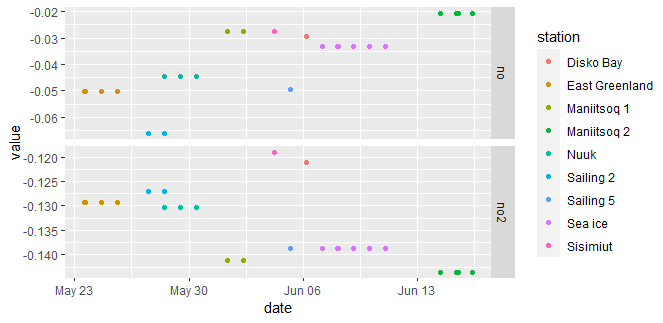 -0.02
-0.03
-0.04
-0.05
-0.06
no
-0.120
-0.125
-0.130
-0.135
-0.140
no2
value
May 23
May 30
Jun 06
Jun 13
date
station
Disko Bay
East Greenland
Maniitsoq 1
Maniitsoq 2
Nuuk
Sailing 2
Sailing 5
Sea ice
Sisimiut